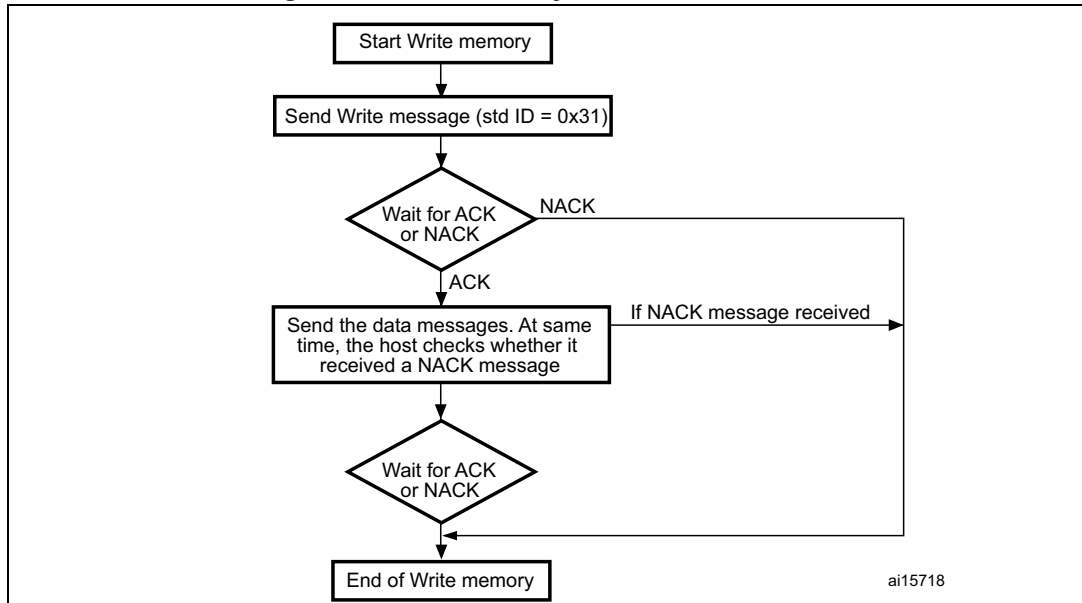 Start Write memory
Send Write message (std ID = 0x31)
Wait for ACK
or NACK
NACK
ACK
Send the data messages. At same
time, the host checks whether it
received a NACK message
If NACK message received
Wait for ACK
or NACK
End of Write memory
ai15718